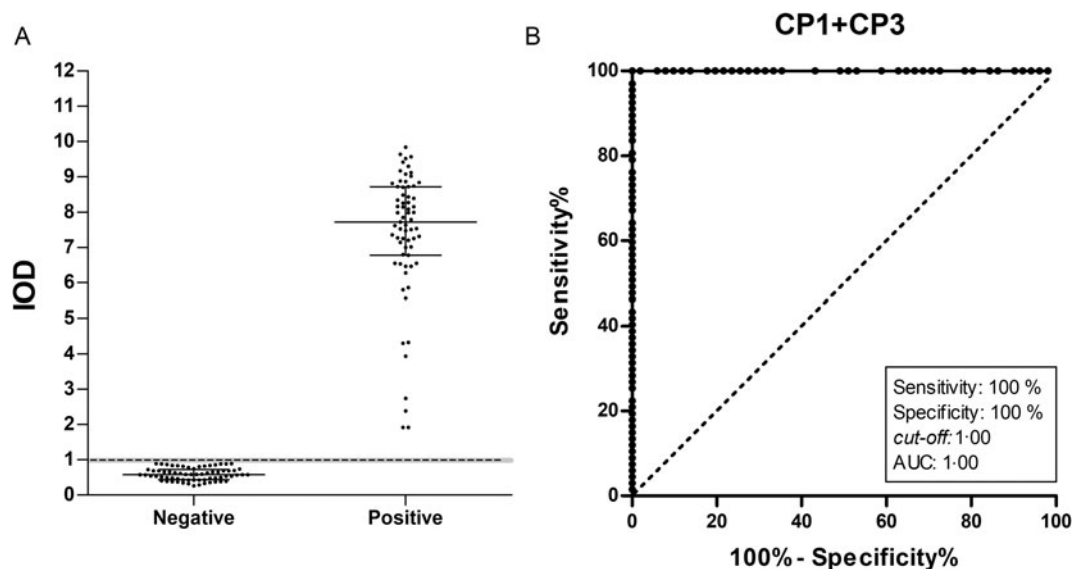 A
IOD
12
11
10
9
8
7
6
5
4
3
2
1
0
Negative Positive
B
CP1+CP3
Sensitivity%
100
80
60
40
20
0
Sensitivity: 100 %
Specificity: 100 %
cut-off: 1·00
AUC: 1·00
0 20 40 60 80 100
100% - Specificity%